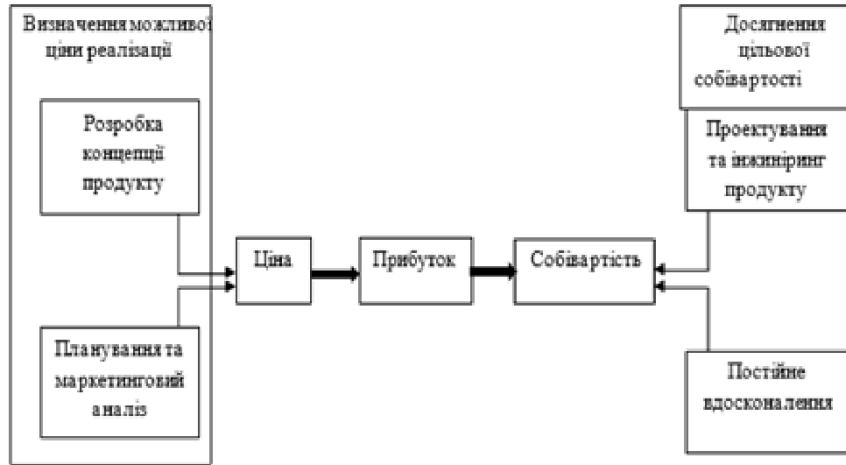 Визначення можливої
ціни реалізації
Розробка
концепції
продукту
Планування та
маркетинговий
аналіз
Ціна
Прибуток
Собівартість
Досягнення
цільової
собівартості
Проектування
та інжиніринг
продукту
Постійне
вдосконалення